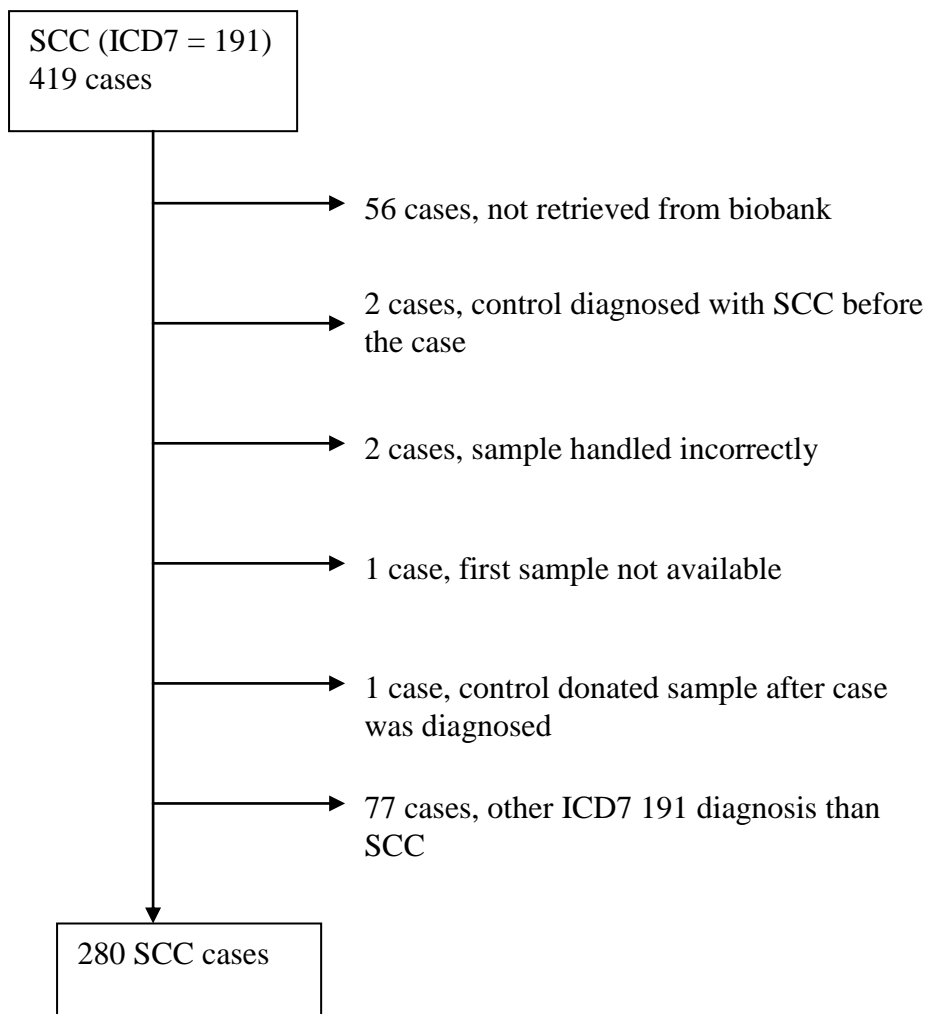 SCC (ICD7 = 191)
419 cases
56 cases, not retrieved from biobank
2 cases, control diagnosed with SCC before
the case
2 cases, sample handled incorrectly
1 case, first sample not available
1 case, control donated sample after case
was diagnosed
77 cases, other ICD7 191 diagnosis than
SCC
280 SCC cases